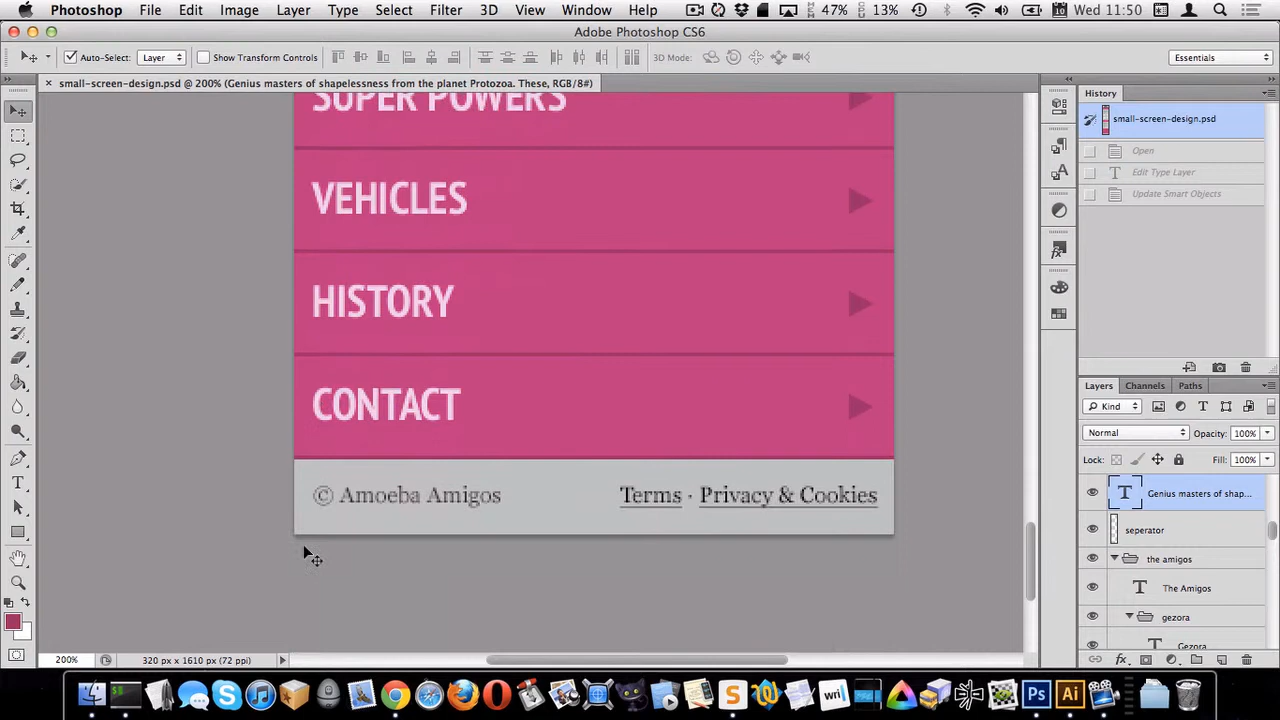 Photoshop File Edit Image Layer Type Select Filter 3D View Window Help 47% 13% Wed 11:50
Adobe Photoshop CS6
Auto-Select: Layer Show Transform Controls 3D Mode: Essentials
× small-screen-design.psd @ 200% (Genius masters of shapelessness from the planet Protozoa. These, RGB/8#)
History
small-screen-design.psd
Open
Edit Type Layer
Update Smart Objects
SUPER POWERS
VEHICLES
HISTORY
CONTACT
© Amoeba Amigos Terms · Privacy & Cookies
Layers Channels Paths
Kind
Normal Opacity: 100%
Lock: Fill: 100%
Genius masters of shap...
seperator
the amigos
The Amigos
gezora
Gezora
200% 320 px x 1610 px (72 ppi)
wri
Ps Ai